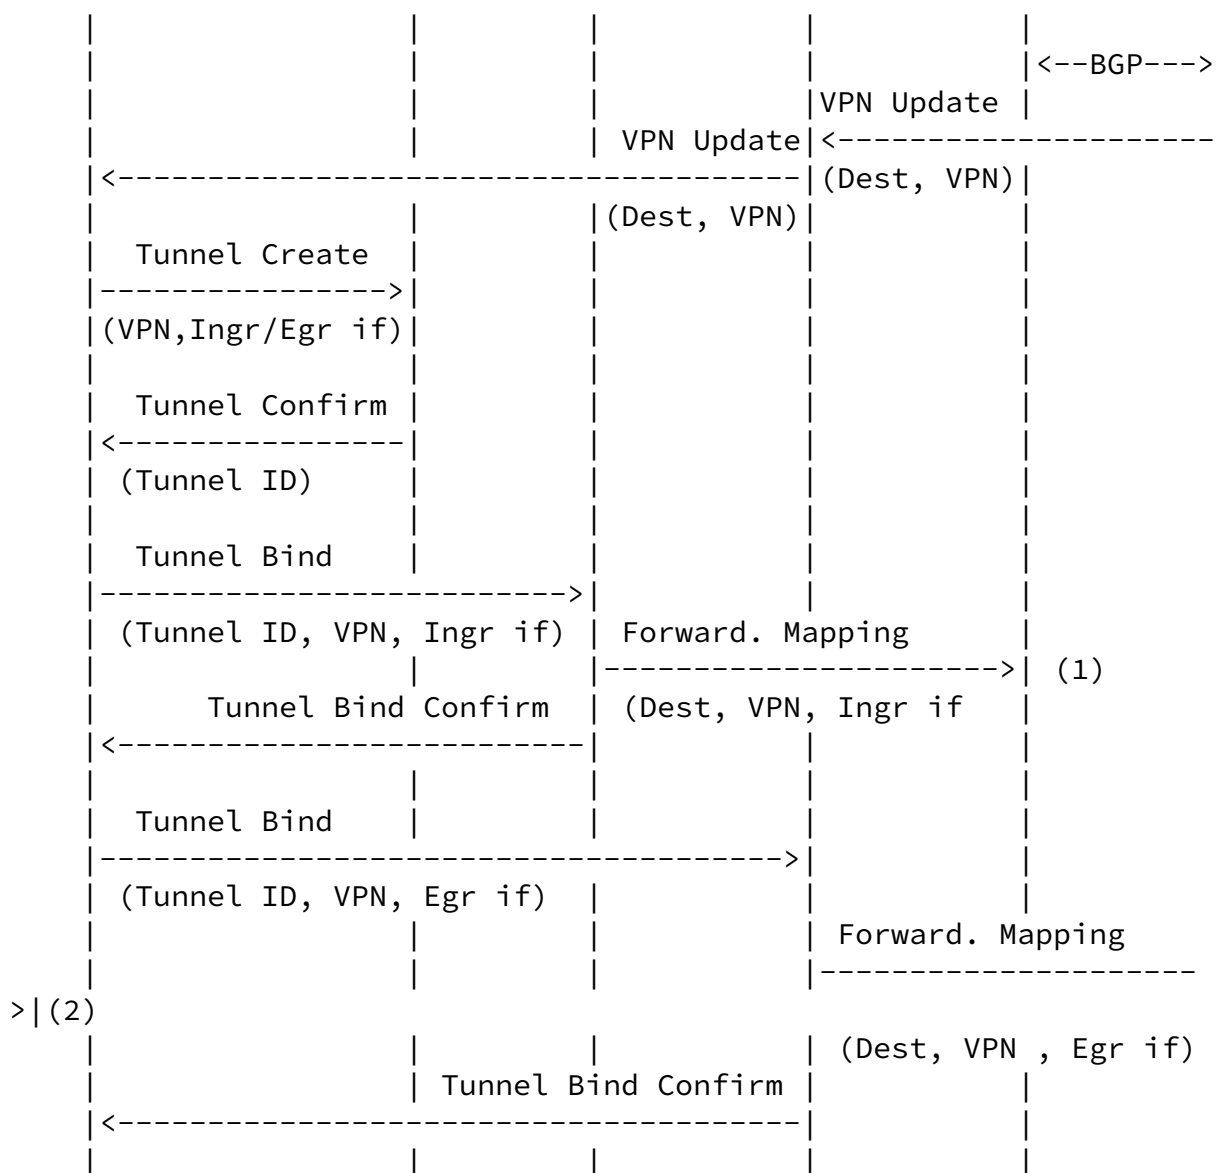 <--BGP--->
VPN Update
VPN Update
(Dest, VPN)
(Dest, VPN)
Tunnel Create
(VPN,Ingr/Egr if)
Tunnel Confirm
(Tunnel ID)
Tunnel Bind
(Tunnel ID, VPN, Ingr if) Forward. Mapping
(1)
Tunnel Bind Confirm (Dest, VPN, Ingr if
Tunnel Bind
(Tunnel ID, VPN, Egr if)
Forward. Mapping
>|(2)
(Dest, VPN , Egr if)
Tunnel Bind Confirm